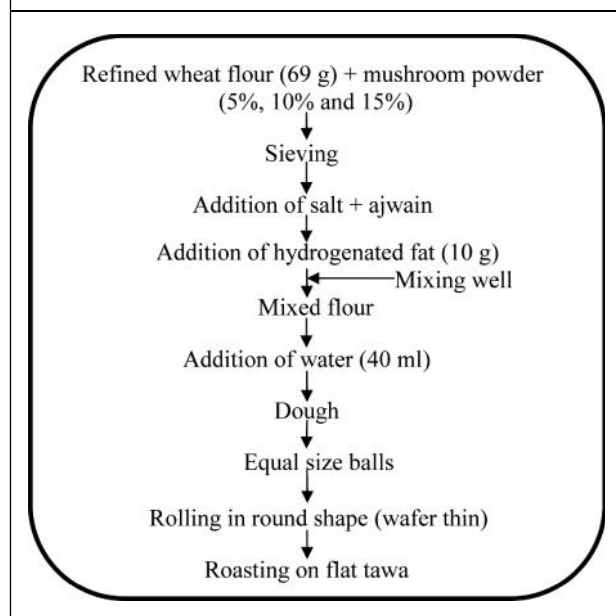 Refined wheat flour (69 g) + mushroom powder
(5%, 10% and 15%)
Sieving
Addition of salt + ajwain
Addition of hydrogenated fat (10 g)
Mixing well
Mixed flour
Addition of water (40 ml)
Dough
Equal size balls
Rolling in round shape (wafer thin)
Roasting on flat tawa